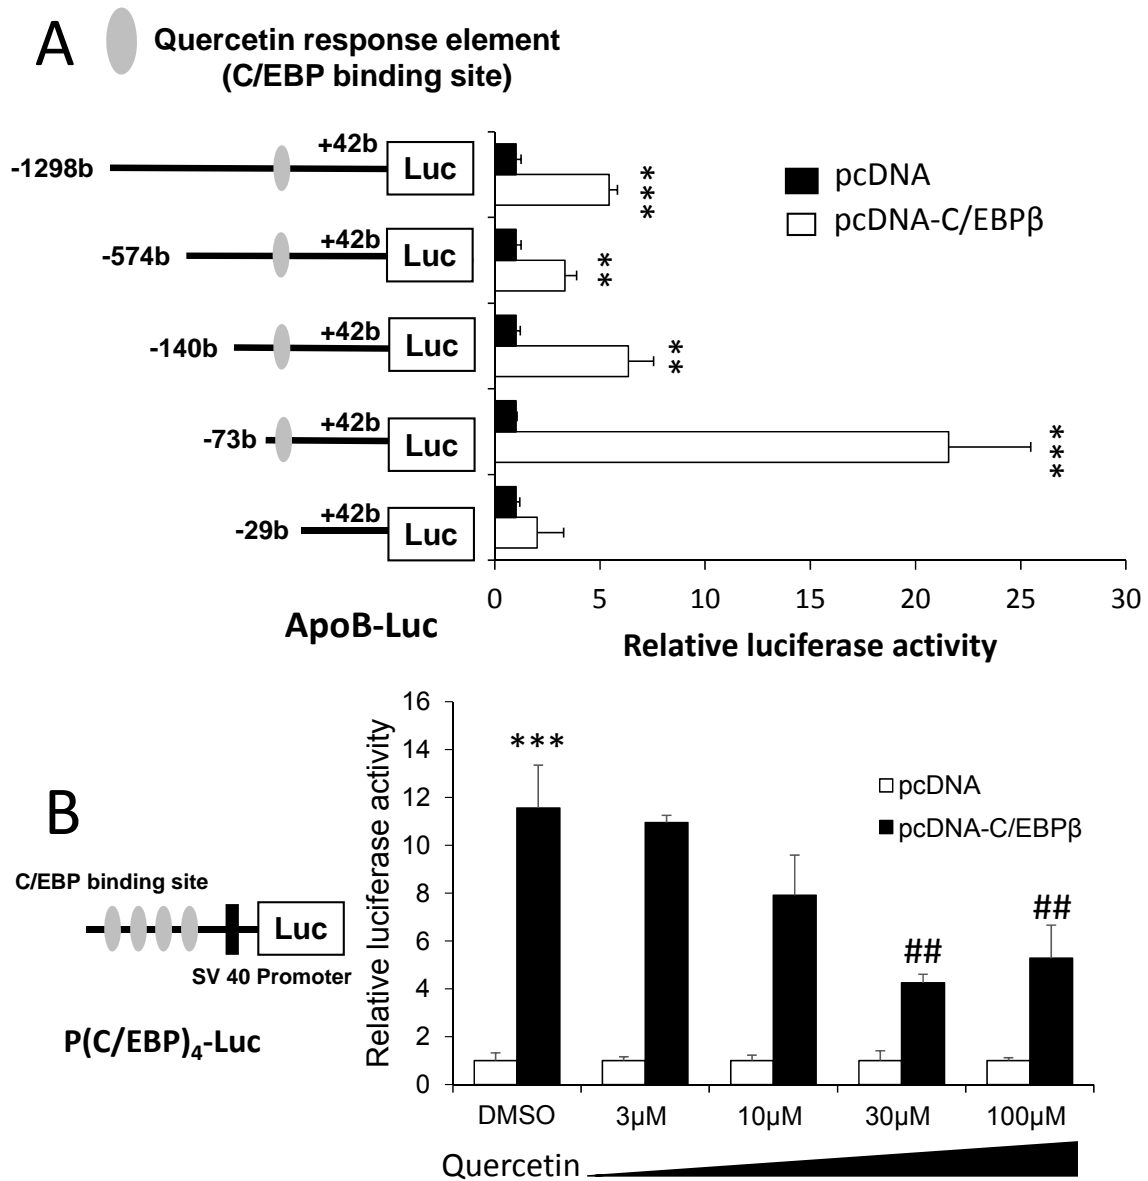 A
Quercetin response element
(C/EBP binding site)
-1298b
+42b
Luc
***
pcDNA
pcDNA-C/EBPβ
-574b
+42b
Luc
**
-140b
+42b
Luc
**
-73b
+42b
Luc
***
-29b
+42b
Luc
0 5 10 15 20 25 30
ApoB-Luc
Relative luciferase activity
B
C/EBP binding site
Luc
SV 40 Promoter
P(C/EBP)4-Luc
Relative luciferase activity
16
14
12
10
8
6
4
2
0
***
##
##
pcDNA
pcDNA-C/EBPβ
DMSO 3μM 10μM 30μM 100μM
Quercetin